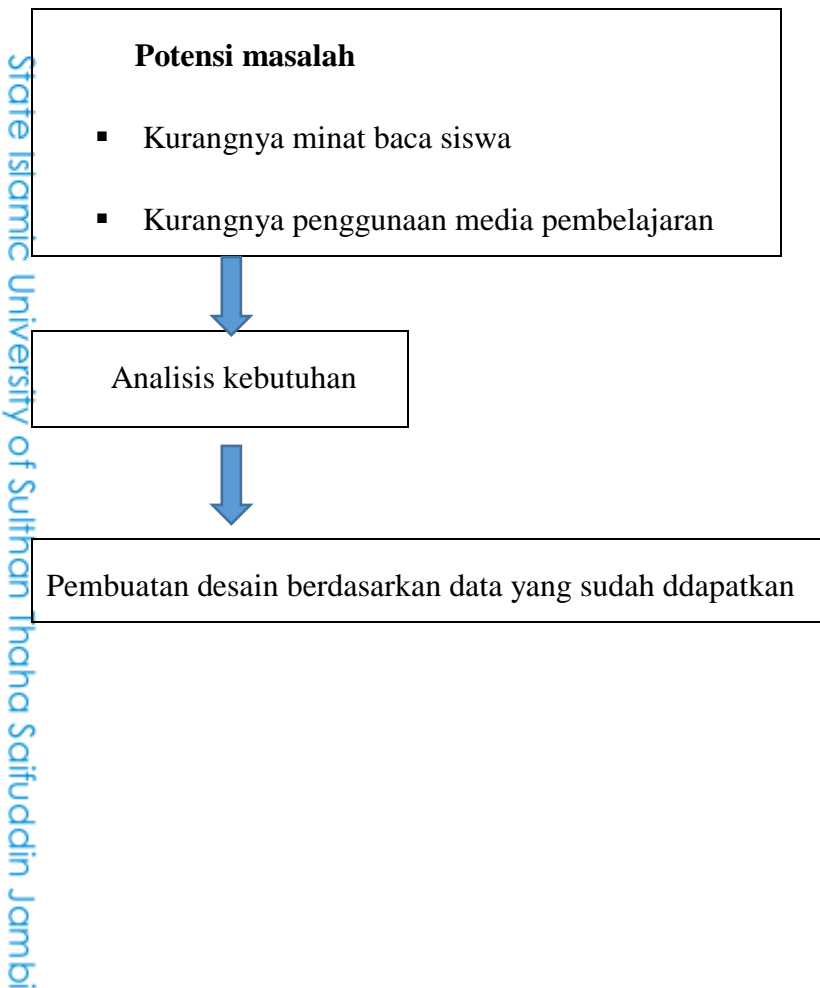 Potensi masalah
▪ Kurangnya minat baca siswa
▪ Kurangnya penggunaan media pembelajaran
Analisis kebutuhan
Pembuatan desain berdasarkan data yang sudah ddapatkan
State Islamic University of Sulthan Thaha Saifuddin Jambi